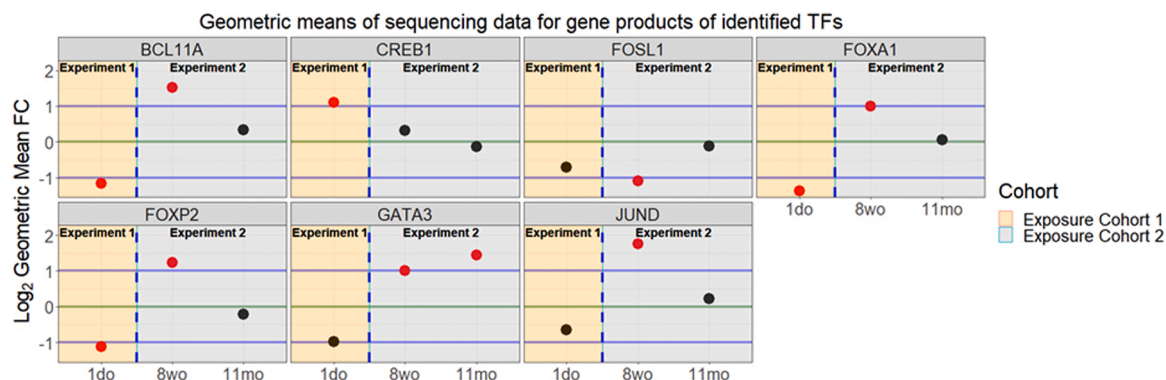 Geometric means of sequencing data for gene products of identified TFs
BCL11A CREB1 FOSL1 FOXA1
Experiment 1 Experiment 2 Experiment 1 Experiment 2 Experiment 1 Experiment 2 Experiment 1 Experiment 2
2
1
0
-1
1do 8wo 11mo
FOXP2 GATA3 JUND
Experiment 1 Experiment 2 Experiment 1 Experiment 2 Experiment 1 Experiment 2
2
1
0
-1
1do 8wo 11mo 1do 8wo 11mo 1do 8wo 11mo
Log2 Geometric Mean FC
Cohort
Exposure Cohort 1
Exposure Cohort 2